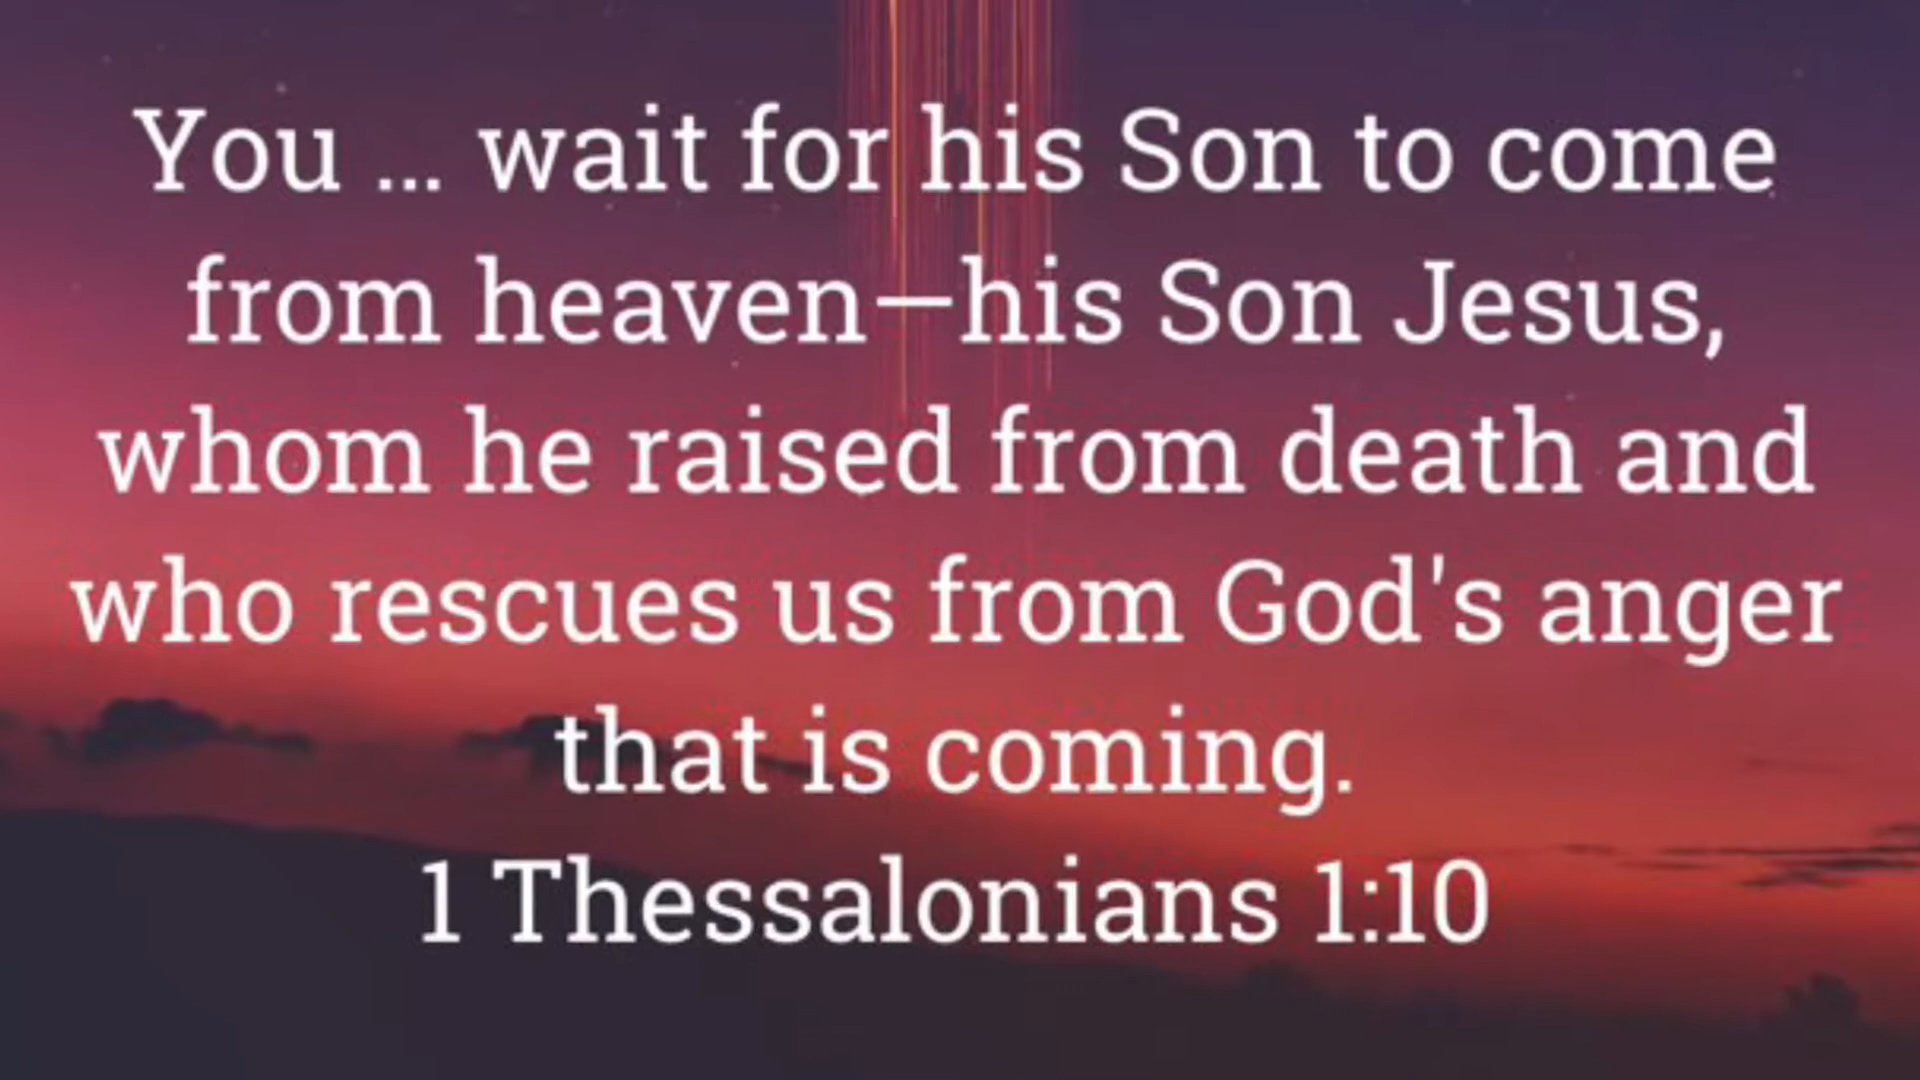 You ... wait for his Son to come
from heaven—his Son Jesus,
whom he raised from death and
who rescues us from God's anger
that is coming.
1 Thessalonians 1:10